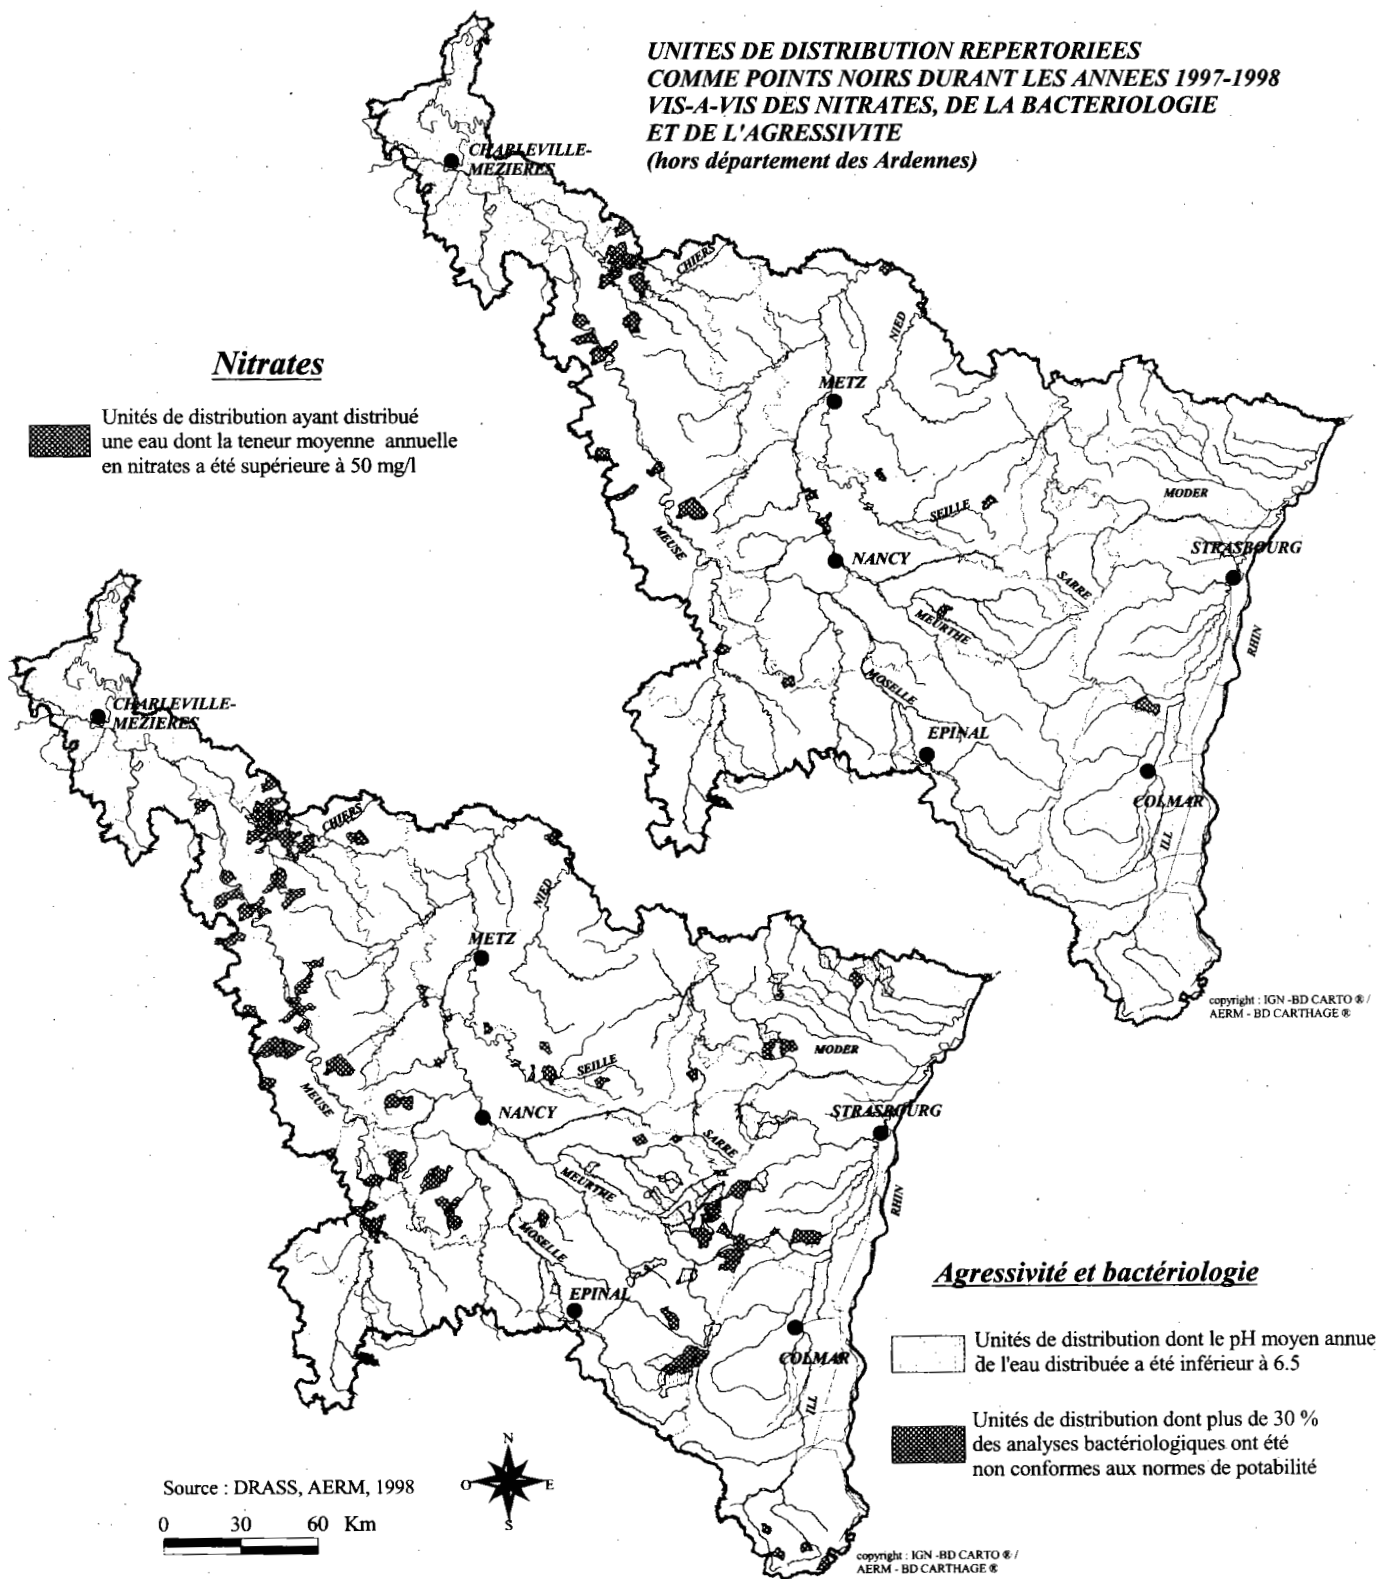 UNITES DE DISTRIBUTION REPERTORIEES
COMME POINTS NOIRS DURANT LES ANNEES 1997-1998
VIS-A-VIS DES NITRATES, DE LA BACTERIOLOGIE
ET DE L'AGRESSIVITE
(hors département des Ardennes)
CHARLEVILLE-
MEZIERES
CHIERS
NIED
METZ
Nitrates
Unités de distribution ayant distribué
une eau dont la teneur moyenne annuelle
en nitrates a été supérieure à 50 mg/l
SEILLE
MODER
MEUSE
NANCY
STRASBOURG
SARRE
MEURTHE
RHIN
MOSELLE
EPINAL
COLMAR
ILL
copyright : IGN -BD CARTO ® /
AERM - BD CARTHAGE ®
CHARLEVILLE-
MEZIERES
CHIERS
NIED
METZ
MODER
SEILLE
MEUSE
NANCY
STRASBOURG
SARRE
MEURTHE
RHIN
MOSELLE
EPINAL
COLMAR
ILL
Agressivité et bactériologie
Unités de distribution dont le pH moyen annue
de l'eau distribuée a été inférieur à 6.5
Unités de distribution dont plus de 30 %
des analyses bactériologiques ont été
non conformes aux normes de potabilité
N
O
E
S
Source : DRASS, AERM, 1998
0 30 60 Km
copyright : IGN -BD CARTO ® /
AERM - BD CARTHAGE ®